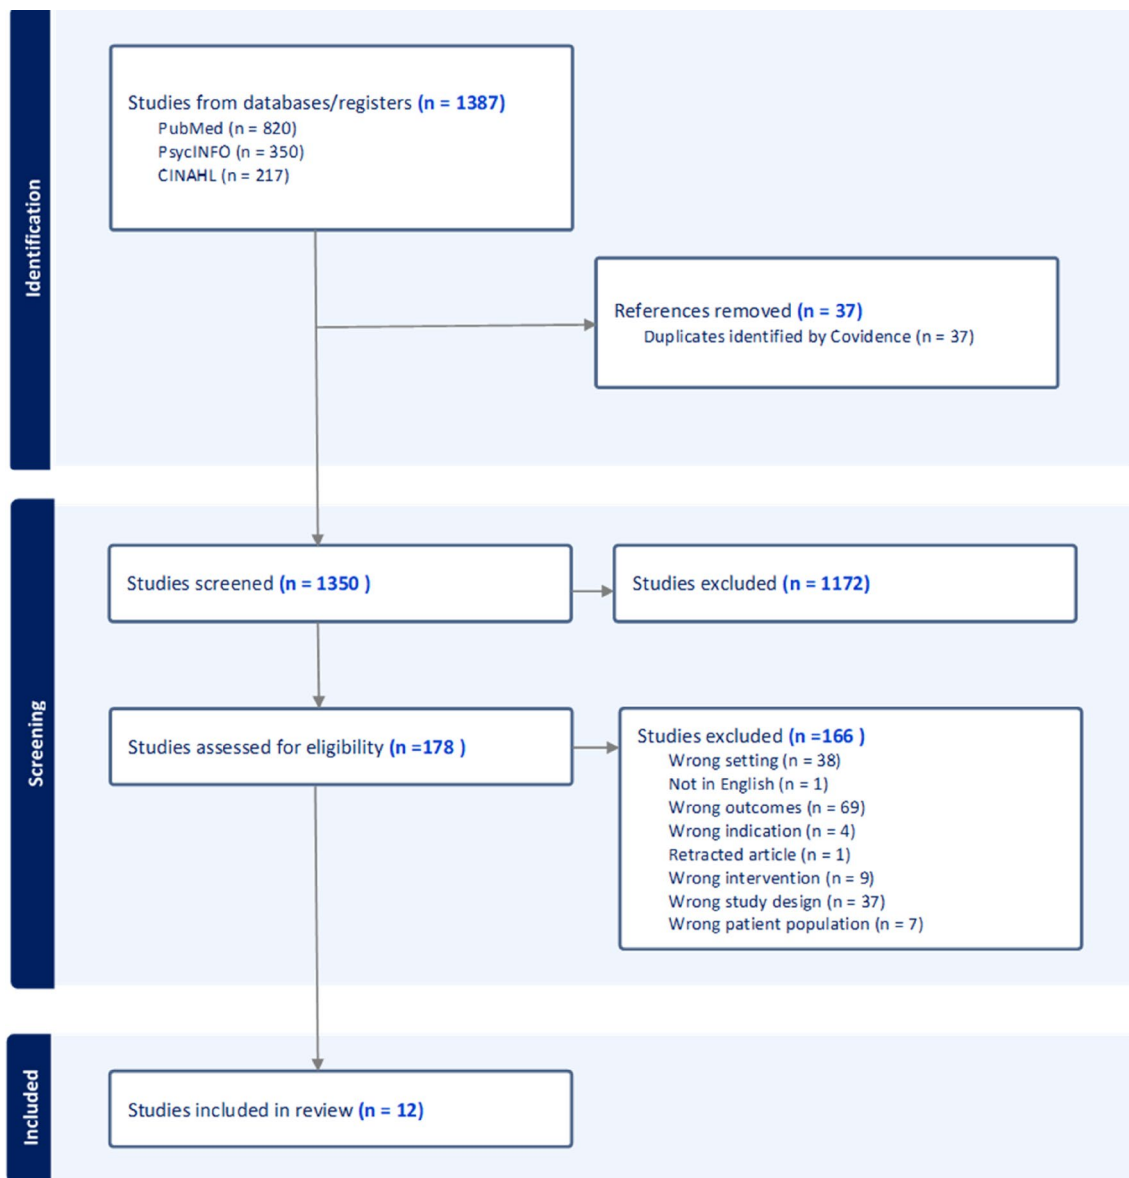 Identification
Studies from databases/registers (n = 1387)
PubMed (n = 820)
PsycINFO (n = 350)
CINAHL (n = 217)
References removed (n = 37)
Duplicates identified by Covidence (n = 37)
Screening
Studies screened (n = 1350 )
Studies excluded (n = 1172)
Studies assessed for eligibility (n =178 )
Studies excluded (n =166 )
Wrong setting (n = 38)
Not in English (n = 1)
Wrong outcomes (n = 69)
Wrong indication (n = 4)
Retracted article (n = 1)
Wrong intervention (n = 9)
Wrong study design (n = 37)
Wrong patient population (n = 7)
Included
Studies included in review (n = 12)